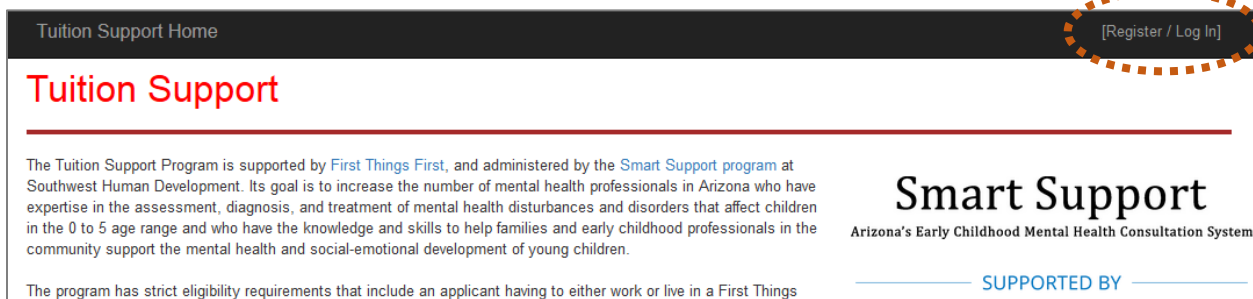 Tuition Support Home
[Register / Log In]
Tuition Support
The Tuition Support Program is supported by First Things First, and administered by the Smart Support program at
Southwest Human Development. Its goal is to increase the number of mental health professionals in Arizona who have
expertise in the assessment, diagnosis, and treatment of mental health disturbances and disorders that affect children
in the 0 to 5 age range and who have the knowledge and skills to help families and early childhood professionals in the
community support the mental health and social-emotional development of young children.
The program has strict eligibility requirements that include an applicant having to either work or live in a First Things
Smart Support
Arizona's Early Childhood Mental Health Consultation System
SUPPORTED BY